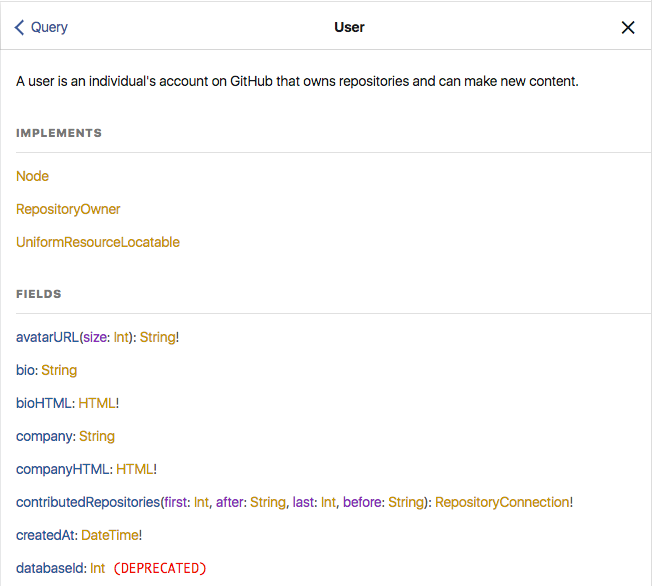 Query
User
A user is an individual's account on GitHub that owns repositories and can make new content.
IMPLEMENTS
Node
RepositoryOwner
UniformResourceLocatable
FIELDS
avatarURL(size: Int): String!
bio: String
bioHTML: HTML!
company: String
companyHTML: HTML!
contributedRepositories(first: Int, after: String, last: Int, before: String): RepositoryConnection!
createdAt: DateTime!
databaseId: Int (DEPRECATED)